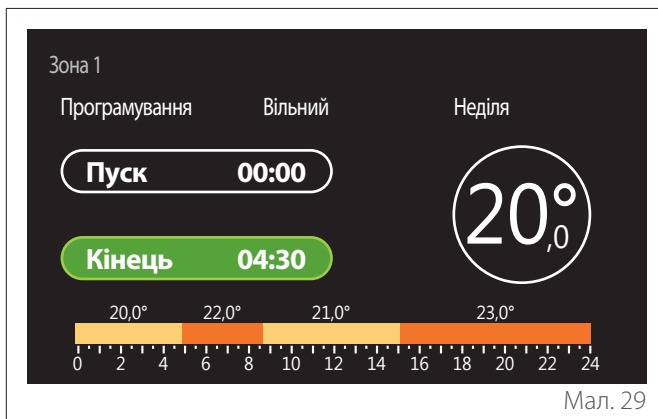 Зона 1
Програмування Вільний Неділя
Пуск 00:00
20°,0
Кінець 04:30
20,0° 22,0° 21,0° 23,0°
0 2 4 6 8 10 12 14 16 18 20 22 24
Мал. 29